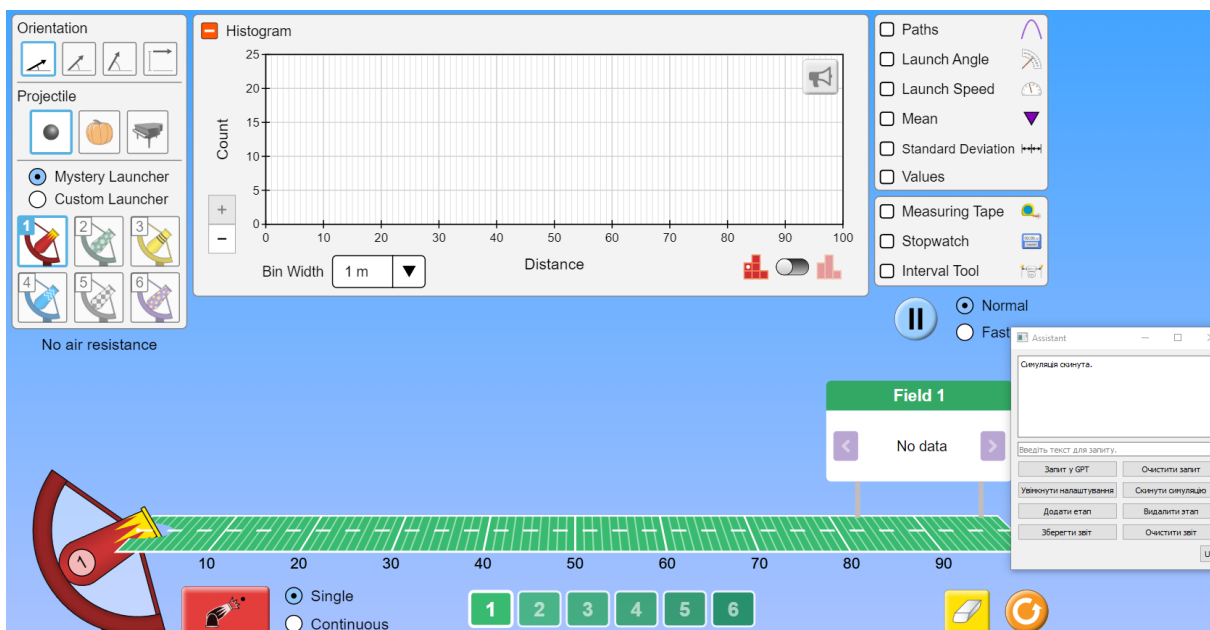 Orientation
Projectile
Mystery Launcher
Custom Launcher
1 2 3
4 5 6
No air resistance
Histogram
Count
25
20
15
10
5
0
0 10 20 30 40 50 60 70 80 90 100
Bin Width 1 m
Distance
Paths
Launch Angle
Launch Speed
Mean
Standard Deviation
Values
Measuring Tape
Stopwatch
Interval Tool
Normal
Fast
Assistant
Симуляція скинута.
Введіть текст для запиту.
Запит у GPT Очистити запит
Увімкнути налаштування Скинути симуляцію
Додати етап Видалити этап
Зберегти звіт Очистити звіт
U
Field 1
No data
1
10 20 30 40 50 60 70 80 90
Single
Continuous
1 2 3 4 5 6